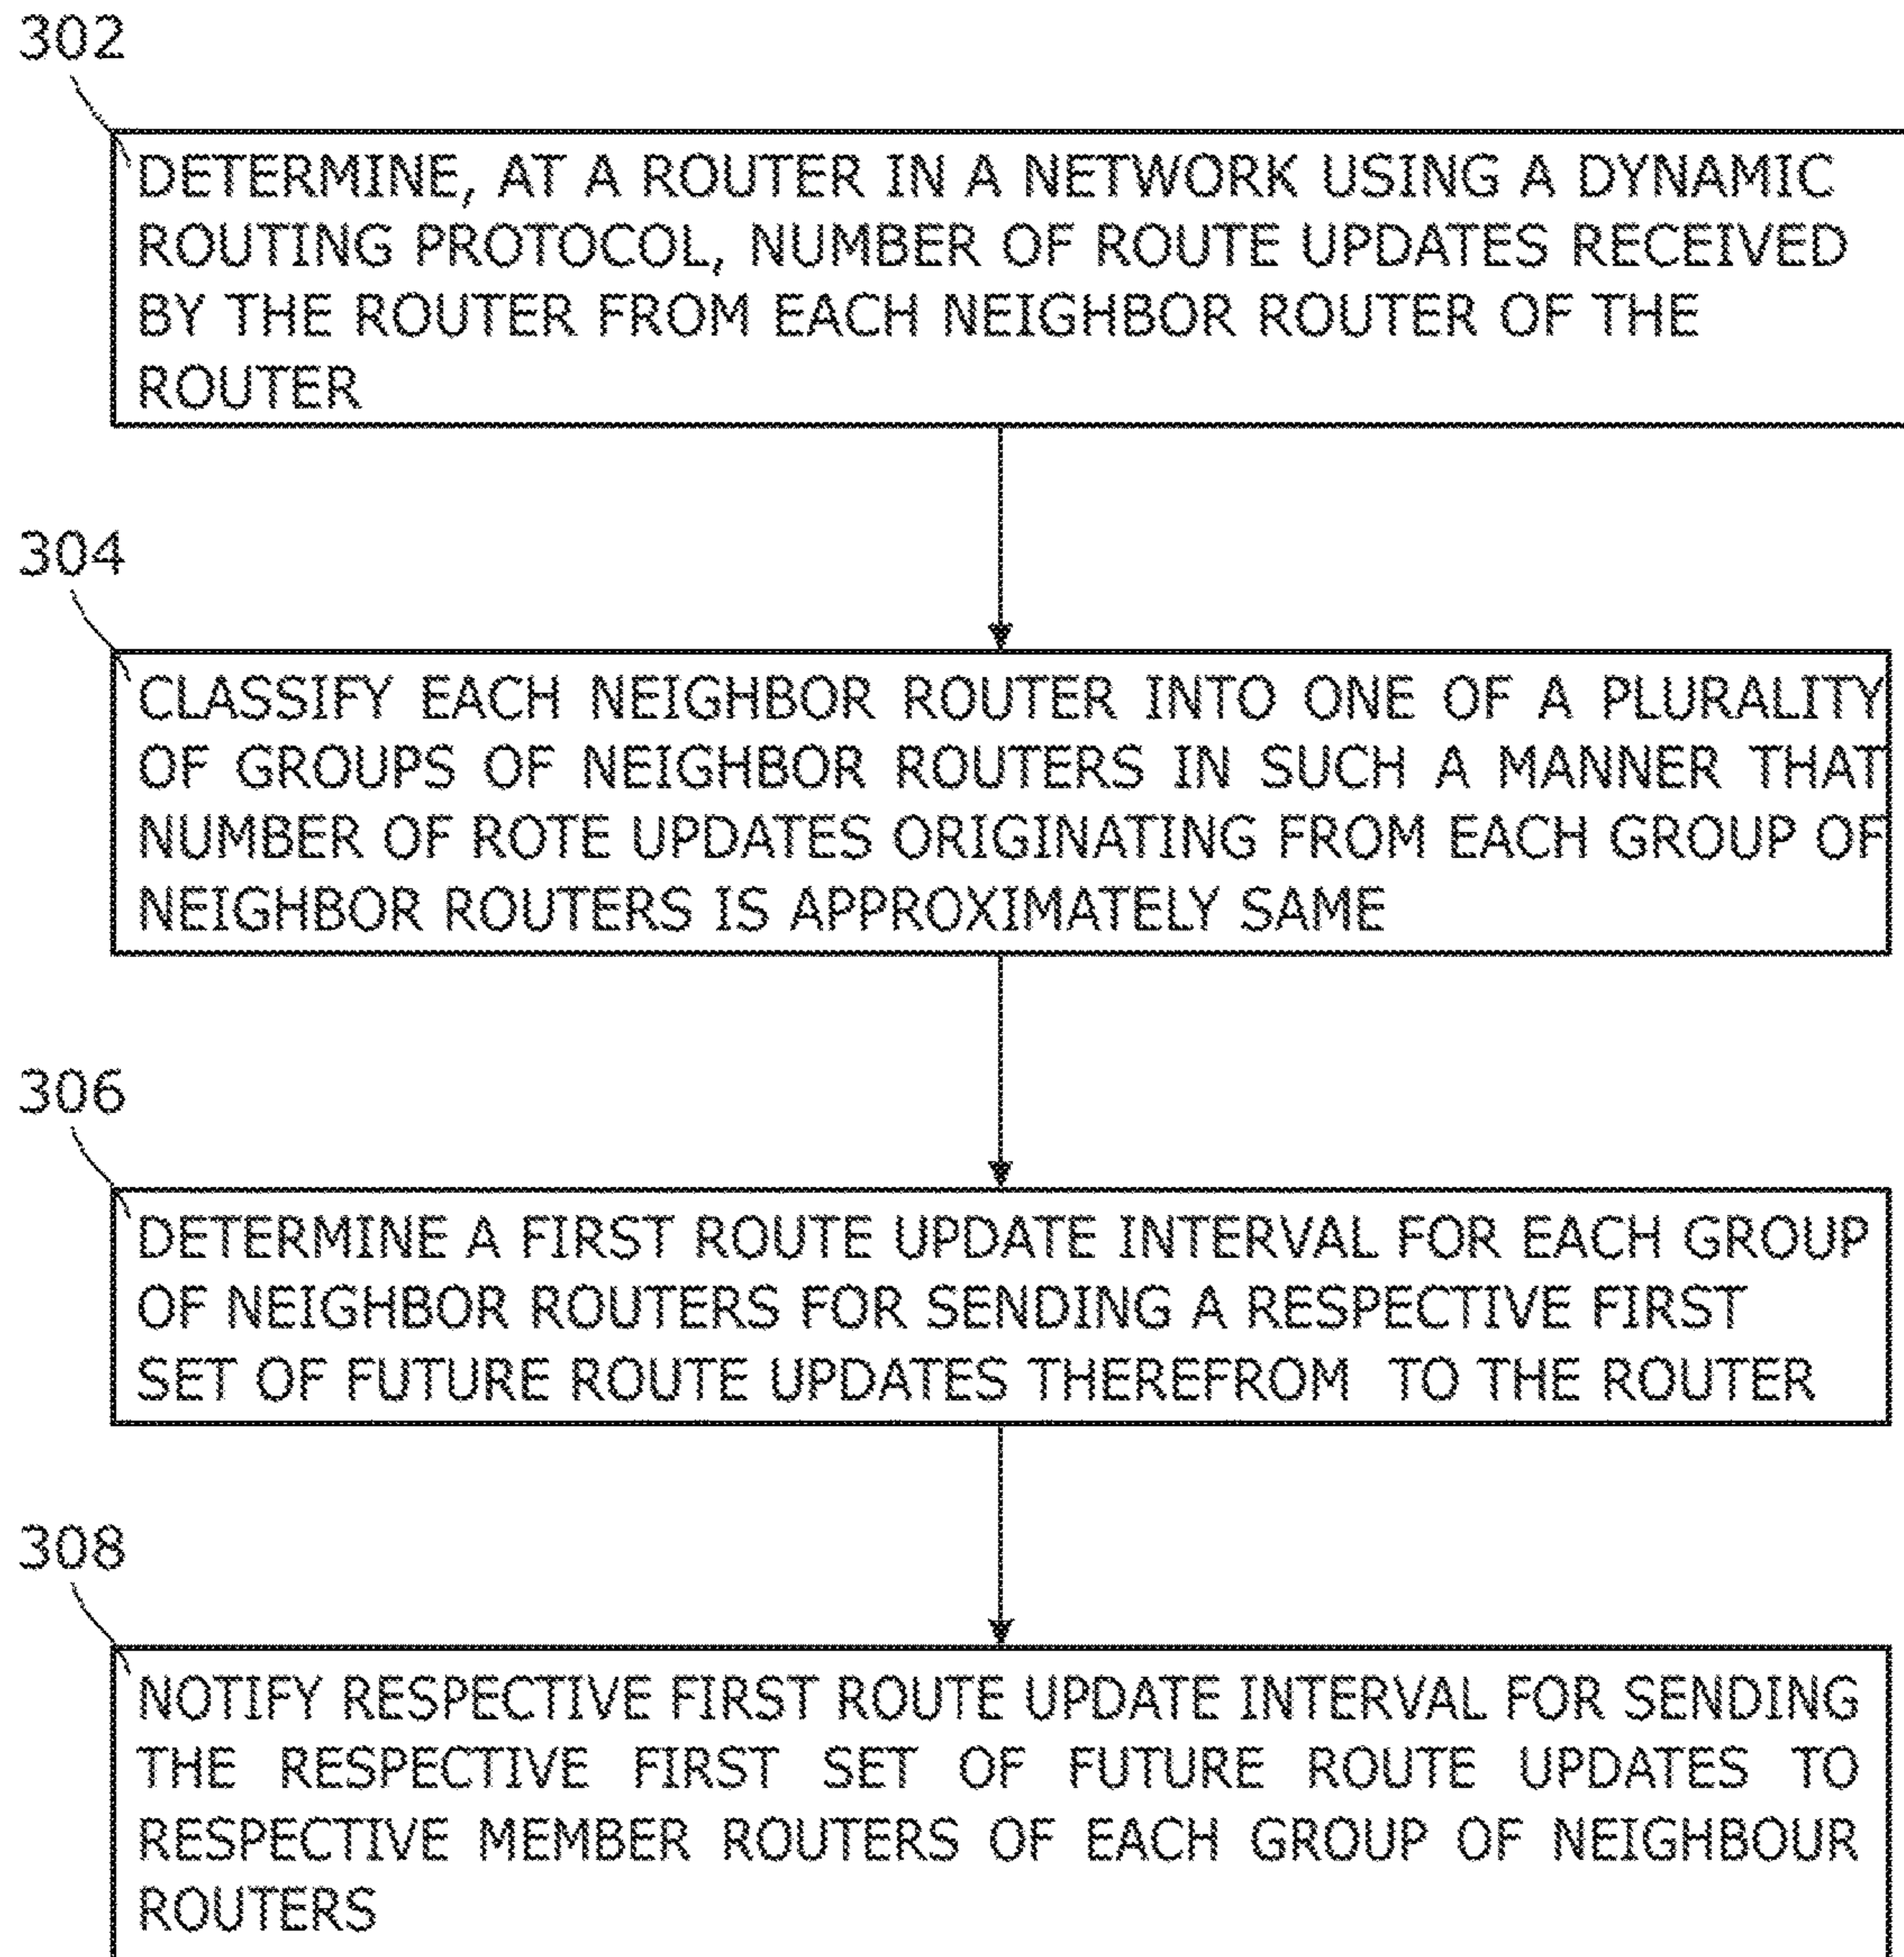 302
DETERMINE, AT A ROUTER IN A NETWORK USING A DYNAMIC
ROUTING PROTOCOL, NUMBER OF ROUTE UPDATES RECEIVED
BY THE ROUTER FROM EACH NEIGHBOR ROUTER OF THE
ROUTER
304
CLASSIFY EACH NEIGHBOR ROUTER INTO ONE OF A PLURALITY
OF GROUPS OF NEIGHBOR ROUTERS IN SUCH A MANNER THAT
NUMBER OF ROTE UPDATES ORIGINATING FROM EACH GROUP OF
NEIGHBOR ROUTERS IS APPROXIMATELY SAME
306
DETERMINE A FIRST ROUTE UPDATE INTERVAL FOR EACH GROUP
OF NEIGHBOR ROUTERS FOR SENDING A RESPECTIVE FIRST
SET OF FUTURE ROUTE UPDATES THEREFROM TO THE ROUTER
308
NOTIFY RESPECTIVE FIRST ROUTE UPDATE INTERVAL FOR SENDING
THE RESPECTIVE FIRST SET OF FUTURE ROUTE UPDATES TO
RESPECTIVE MEMBER ROUTERS OF EACH GROUP OF NEIGHBOUR
ROUTERS